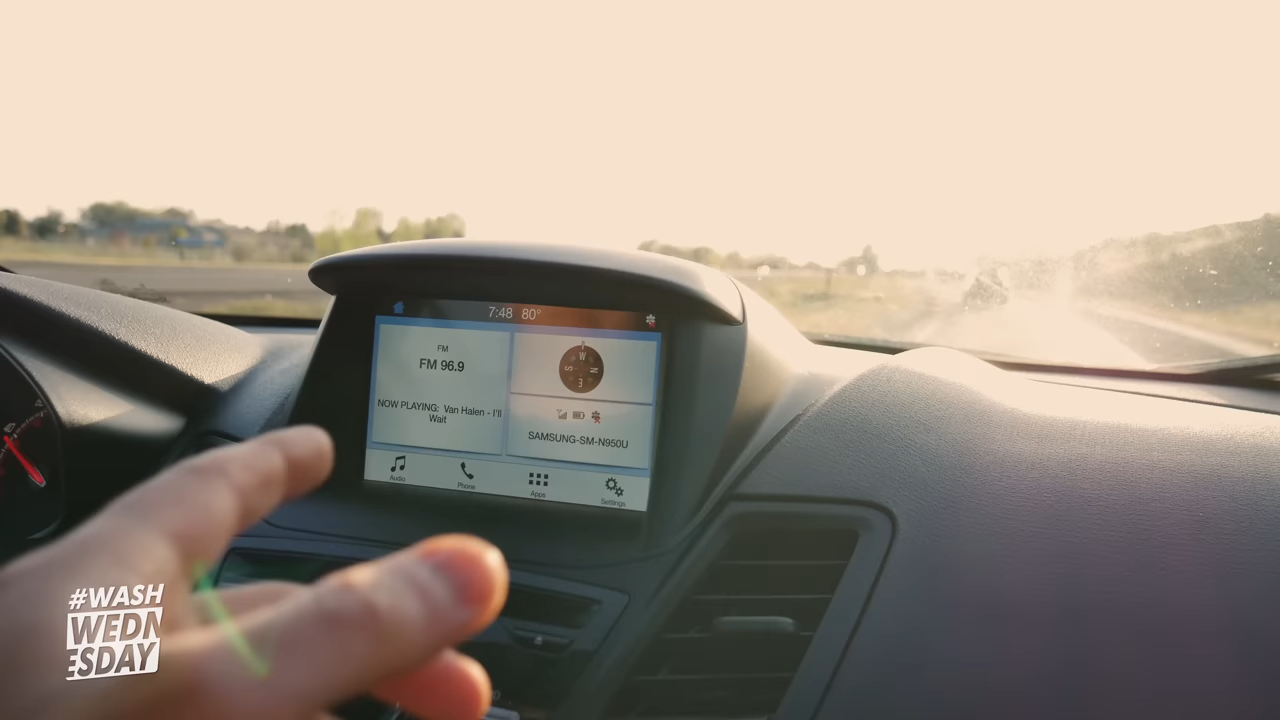 7:48 80°
FM
FM 96.9
NOW PLAYING: Van Halen - I'll
Wait
W
S
N
E
SAMSUNG-SM-N950U
Audio
Phone
Apps
Settings
#WASH
WEDN
ESDAY